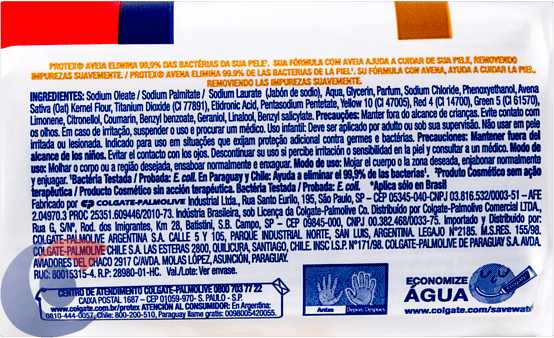 PROTEX® AVEIA ELIMINA 99,9% DAS BACTÉRIAS DA SUA PELE¹. SUA FÓRMULA COM AVEIA AJUDA A CUIDAR DE SUA PELE, REMOVENDO
IMPUREZAS SUAVEMENTE. / PROTEX® AVENA ELIMINA 99.9% DE LAS BACTERIAS DE LA PIEL¹. SU FÓRMULA CON AVENA, AYUDA A CUIDAR LA PIEL,
REMOVIENDO LAS IMPUREZAS SUAVEMENTE.
INGREDIENTES: Sodium Oleate / Sodium Palmitate / Sodium Laurate (Jabón de sodio), Aqua, Glycerin, Parfum, Sodium Chloride, Phenoxyethanol, Avena
Sativa (Oat) Kernel Flour, Titanium Dioxide (CI 77891), Etidronic Acid, Pentasodium Pentetate, Yellow 10 (CI 47005), Red 4 (CI 14700), Green 5 (CI 61570),
Limonene, Citronellol, Coumarin, Benzyl benzoate, Geraniol, Linalool, Benzyl salicylate. Precauções: Manter fora do alcance de crianças. Evite contato com
os olhos. Em caso de irritação, suspender o uso e procurar um médico. Uso infantil: Deve ser aplicado por adulto ou sob sua supervisão. Não usar em pele
irritada ou lesionada. Indicado para uso em situações que exijam proteção adicional contra germes e bactérias. Precauciones: Mantener fuera del
alcance de los niños. Evitar el contacto con los ojos. Descontinuar su uso si percibe irritación o sensibilidad en la piel y consultar a un médico. Modo de
uso: Molhar o corpo ou a região desejada, ensaboar normalmente e enxaguar. Modo de uso: Mojar el cuerpo o la zona deseada, enjabonar normalmente
y enjuagar. ¹Bactéria Testada / Probada: E. coli. En Paraguay y Chile: Ayuda a eliminar el 99,9% de las bacterias¹. *Produto Cosmético sem ação
terapêutica / Producto Cosmético sin acción terapéutica. Bactéria Testada / Probada: E. coli. *Aplica sólo en Brasil
Fabricado por COLGATE-PALMOLIVE Industrial Ltda., Rua Santo Eurilo, 195, São Paulo, SP – CEP 05345-040-CNPJ 03.816.532/0003-51 – AFE
2.04970.3 PROC 25351.609446/2010-73. Indústria Brasileira, sob Licença da Colgate-Palmolive Co. Distribuído por Colgate-Palmolive Comercial LTDA.,
Rua G, S/Nº, Rod. dos Imigrantes, Km 28, Batistini, S.B. Campo, SP – CEP 09845-000, CNPJ 00.382.468/0033-75. Importado y Distribuido por:
COLGATE-PALMOLIVE ARGENTINA S.A. CALLE 5 Y 105, PARQUE INDUSTRIAL NORTE, SAN LUIS, ARGENTINA. LEGAJO Nº2185. M.S.RES. 155/98.
COLGATE-PALMOLIVE CHILE S.A. LAS ESTERAS 2800, QUILICURA, SANTIAGO, CHILE. INSC I.S.P. Nº171/98. COLGATE-PALMOLIVE DE PARAGUAY S.A. AVDA.
AVIADORES DEL CHACO 2917 C/AVDA. MOLAS LÓPEZ, ASUNCIÓN, PARAGUAY.
RUC: 80015315-4. R.P: 28980-01-HC. Val./Lote: Ver envase.
CENTRO DE ATENDIMENTO COLGATE-PALMOLIVE 0800 703 77 22
CAIXA POSTAL 1687 – CEP 01059-970- S. PAULO - S.P.
www.colgate.com.br/protex ATENCIÓN AL CONSUMIDOR: En Argentina:
0810-444-0057, Chile: 800-200-510, Paraguay llame gratis: 0098005420055.
Antes
Depois Después
ECONOMIZE
ÁGUA
www.colgate.com/savewat